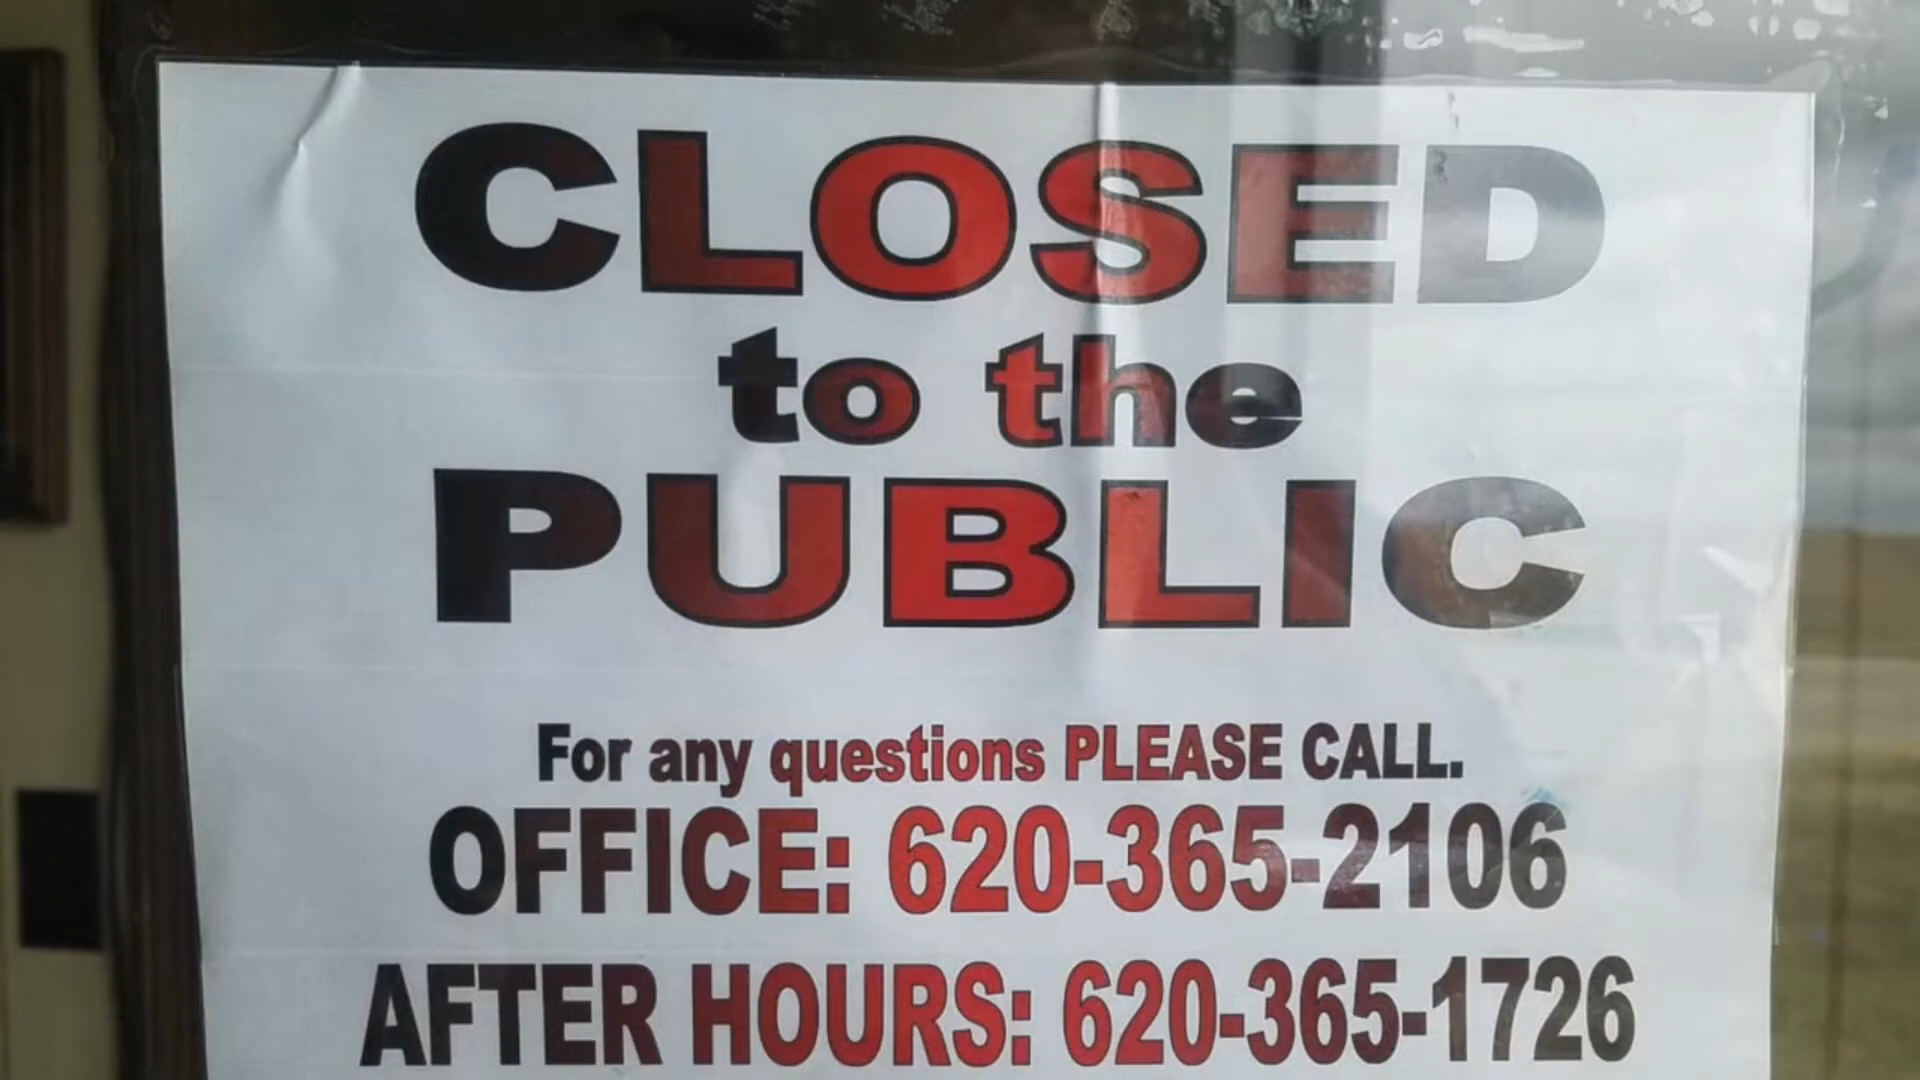 CLOSED
to the
PUBLIC
For any questions PLEASE CALL.
OFFICE: 620-365-2106
AFTER HOURS: 620-365-1726